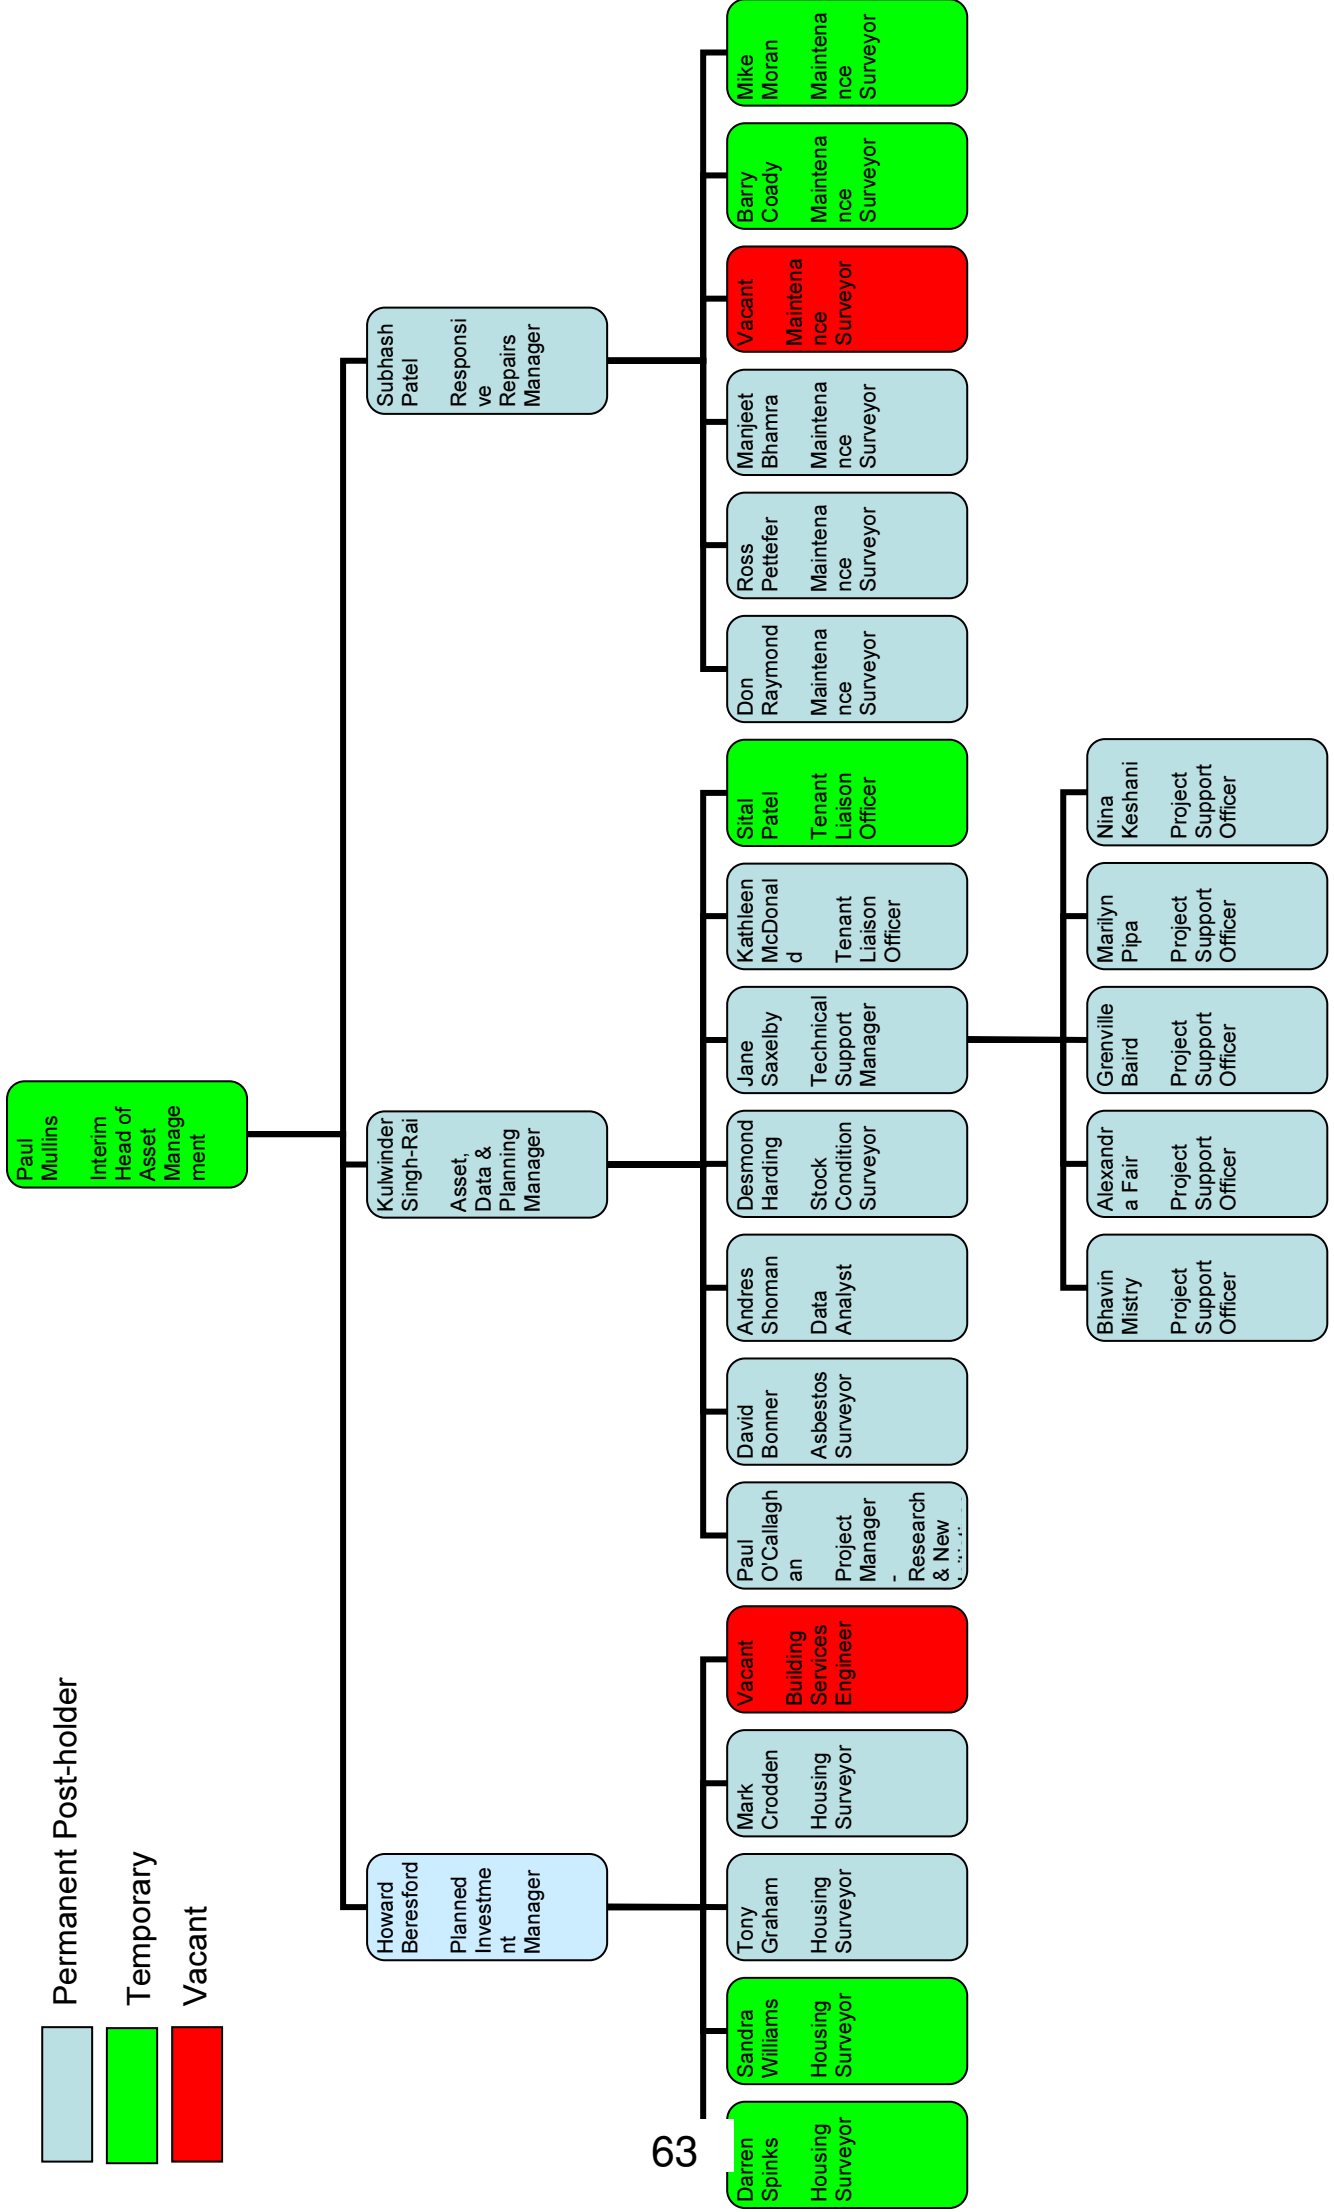 Permanent Post-holder
Temporary
Vacant
Paul
Mullins
Interim
Head of
Asset
Manage
ment
Howard
Beresford
Planned
Investme
nt
Manager
Kulwinder
Singh-Rai
Asset,
Data &
Planning
Manager
Subhash
Patel
Responsi
ve
Repairs
Manager
Darren
Spinks
Housing
Surveyor
Sandra
Williams
Housing
Surveyor
Tony
Graham
Housing
Surveyor
Mark
Crodden
Housing
Surveyor
Vacant
Building
Services
Engineer
Paul
O'Callagh
an
Project
Manager
-
Research
& New
David
Bonner
Asbestos
Surveyor
Andres
Shoman
Data
Analyst
Desmond
Harding
Stock
Condition
Surveyor
Jane
Saxelby
Technical
Support
Manager
Kathleen
McDonal
d
Tenant
Liaison
Officer
Sital
Patel
Tenant
Liaison
Officer
Don
Raymond
Maintena
nce
Surveyor
Ross
Pettefer
Maintena
nce
Surveyor
Manjeet
Bhamra
Maintena
nce
Surveyor
Vacant
Maintena
nce
Surveyor
Barry
Coady
Maintena
nce
Surveyor
Mike
Moran
Maintena
nce
Surveyor
Bhavin
Mistry
Project
Support
Officer
Alexandr
a Fair
Project
Support
Officer
Grenville
Baird
Project
Support
Officer
Marilyn
Pipa
Project
Support
Officer
Nina
Keshani
Project
Support
Officer
63